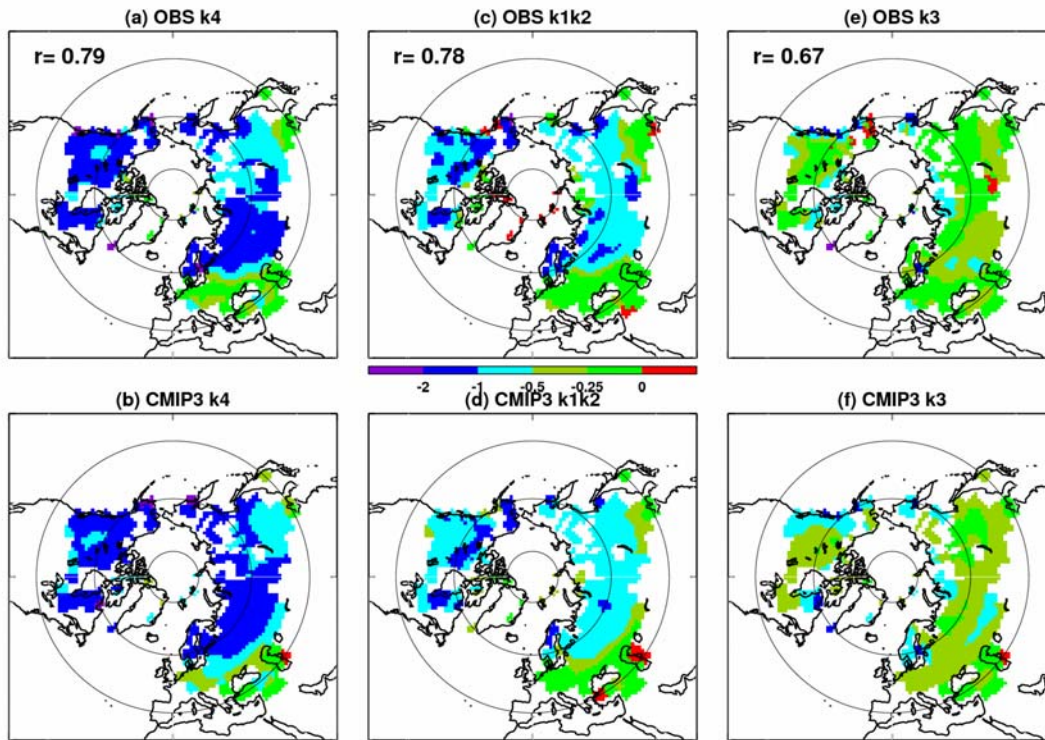 (a) OBS k4
(c) OBS k1k2
(e) OBS k3
r= 0.79
r= 0.78
r= 0.67
-2 -1 -0.5 -0.25 0
(b) CMIP3 k4
(d) CMIP3 k1k2
(f) CMIP3 k3